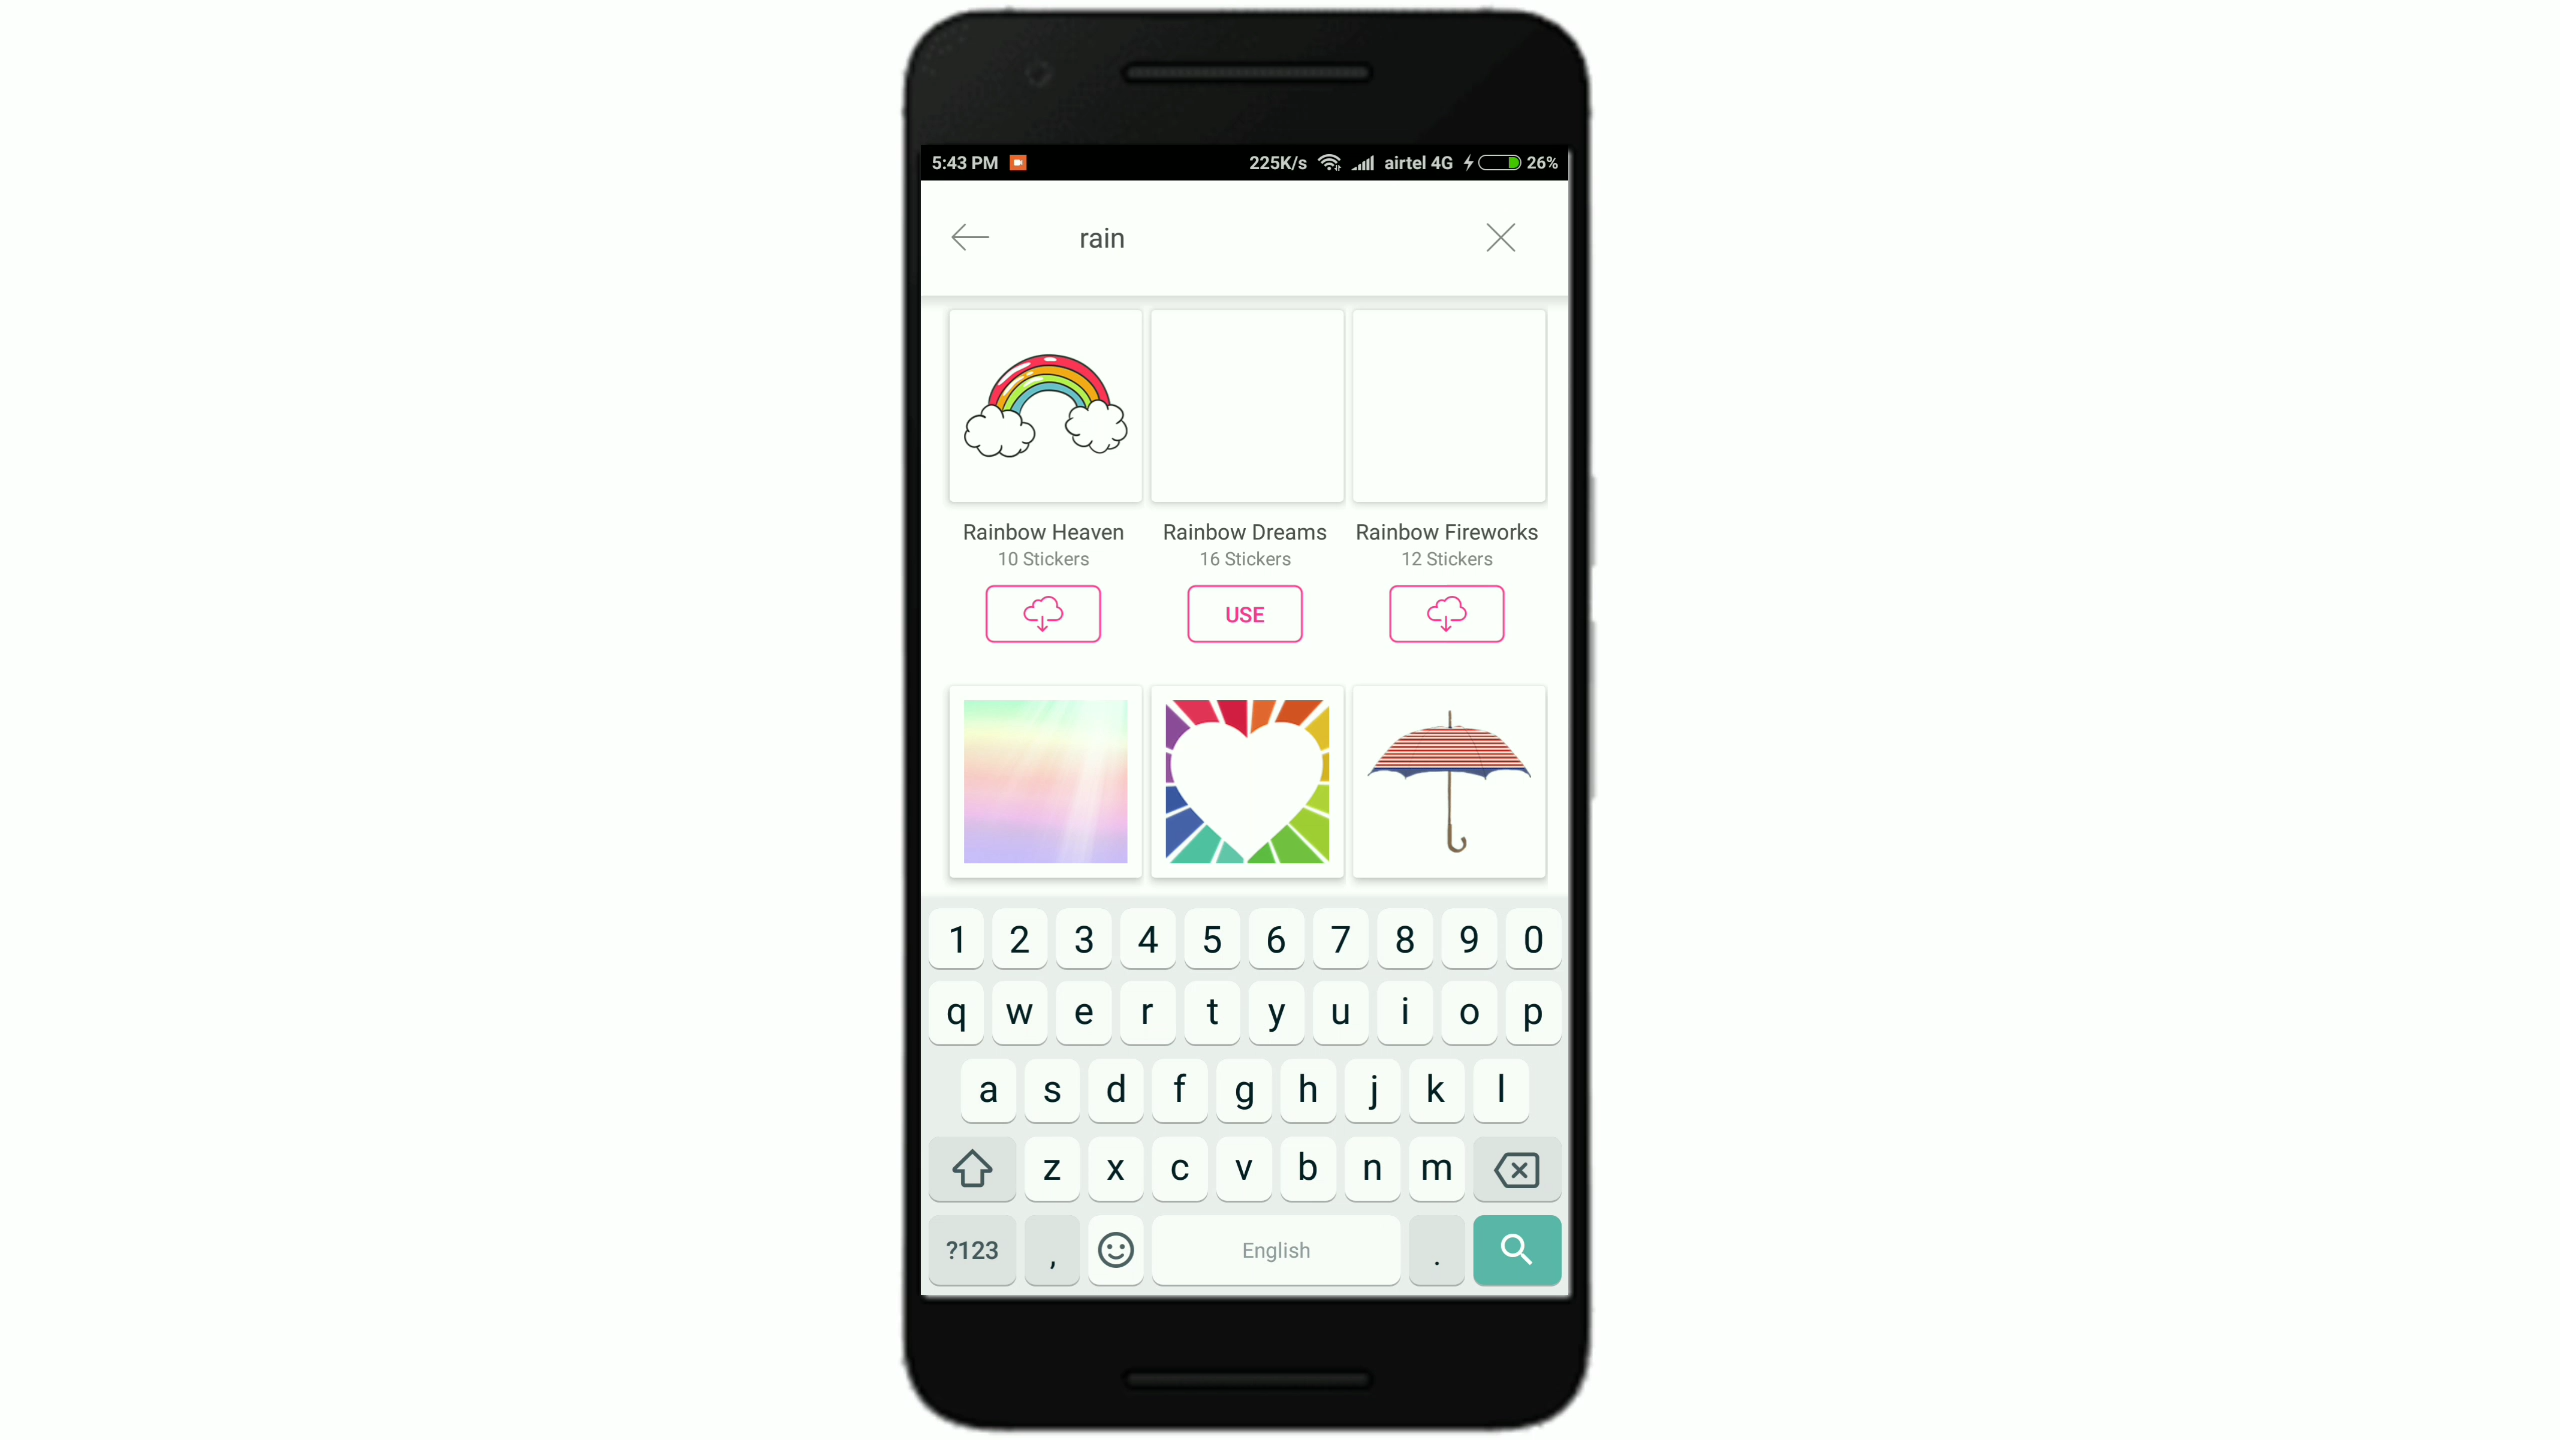 5:43 PM 225K/s airtel 4G 26%
rain
Rainbow Heaven Rainbow Dreams Rainbow Fireworks
10 Stickers 16 Stickers 12 Stickers
USE
1 2 3 4 5 6 7 8 9 0
q w e r t y u i o p
a s d f g h j k l
z x c v b n m
?123 , English .